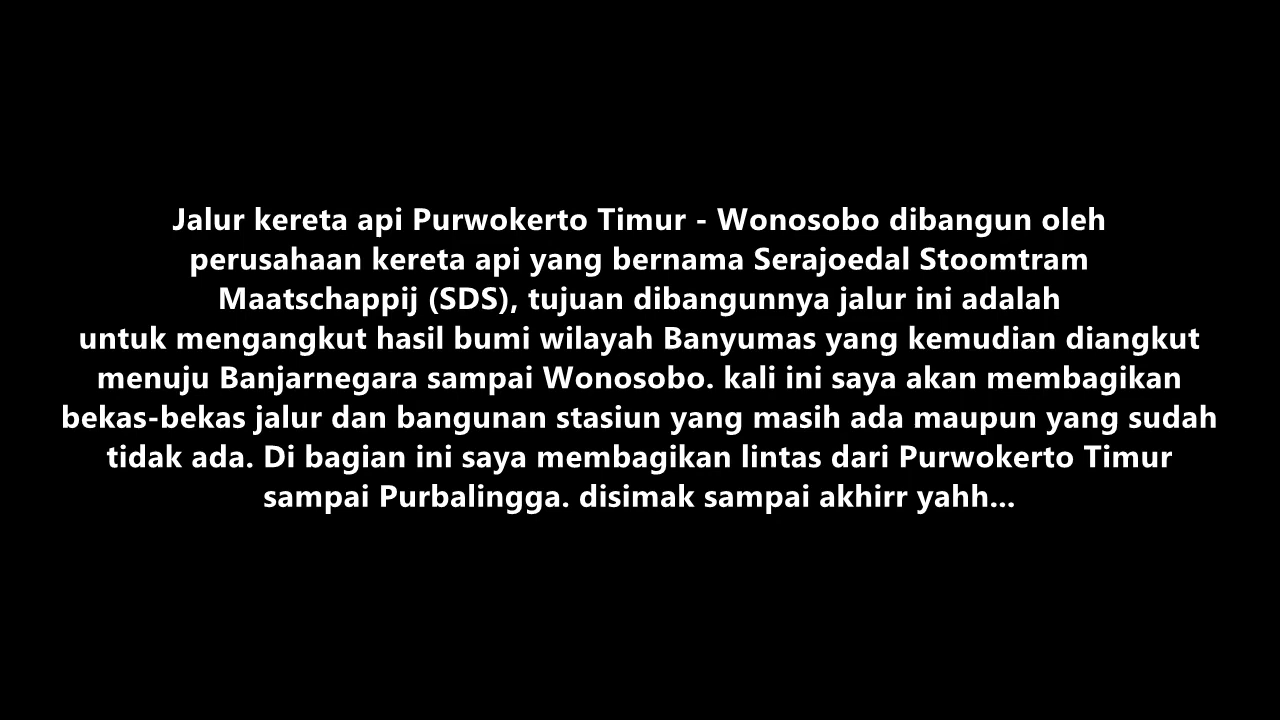 Jalur kereta api Purwokerto Timur - Wonosobo dibangun oleh
perusahaan kereta api yang bernama Serajoedal Stoomtram
Maatschappij (SDS), tujuan dibangunnya jalur ini adalah
untuk mengangkut hasil bumi wilayah Banyumas yang kemudian diangkut
menuju Banjarnegara sampai Wonosobo. kali ini saya akan membagikan
bekas-bekas jalur dan bangunan stasiun yang masih ada maupun yang sudah
tidak ada. Di bagian ini saya membagikan lintas dari Purwokerto Timur
sampai Purbalingga. disimak sampai akhirr yahh...